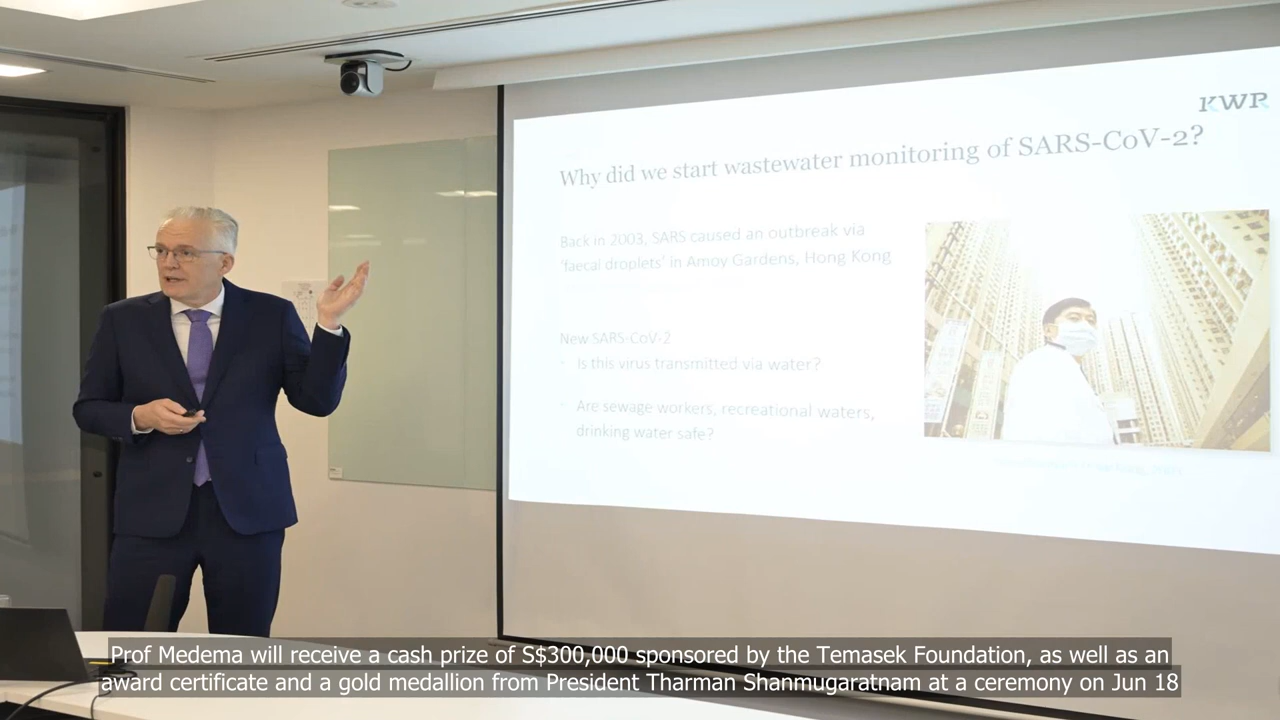 KWR
Why did we start wastewater monitoring of SARS-CoV-2?
Back in 2003, SARS caused an outbreak via
'faecal droplets' in Amoy Gardens, Hong Kong
New SARS-CoV-2
- Is this virus transmitted via water?
- Are sewage workers, recreational waters,
drinking water safe?
Prof Medema will receive a cash prize of S$300,000 sponsored by the Temasek Foundation, as well as an
award certificate and a gold medallion from President Tharman Shanmugaratnam at a ceremony on Jun 18